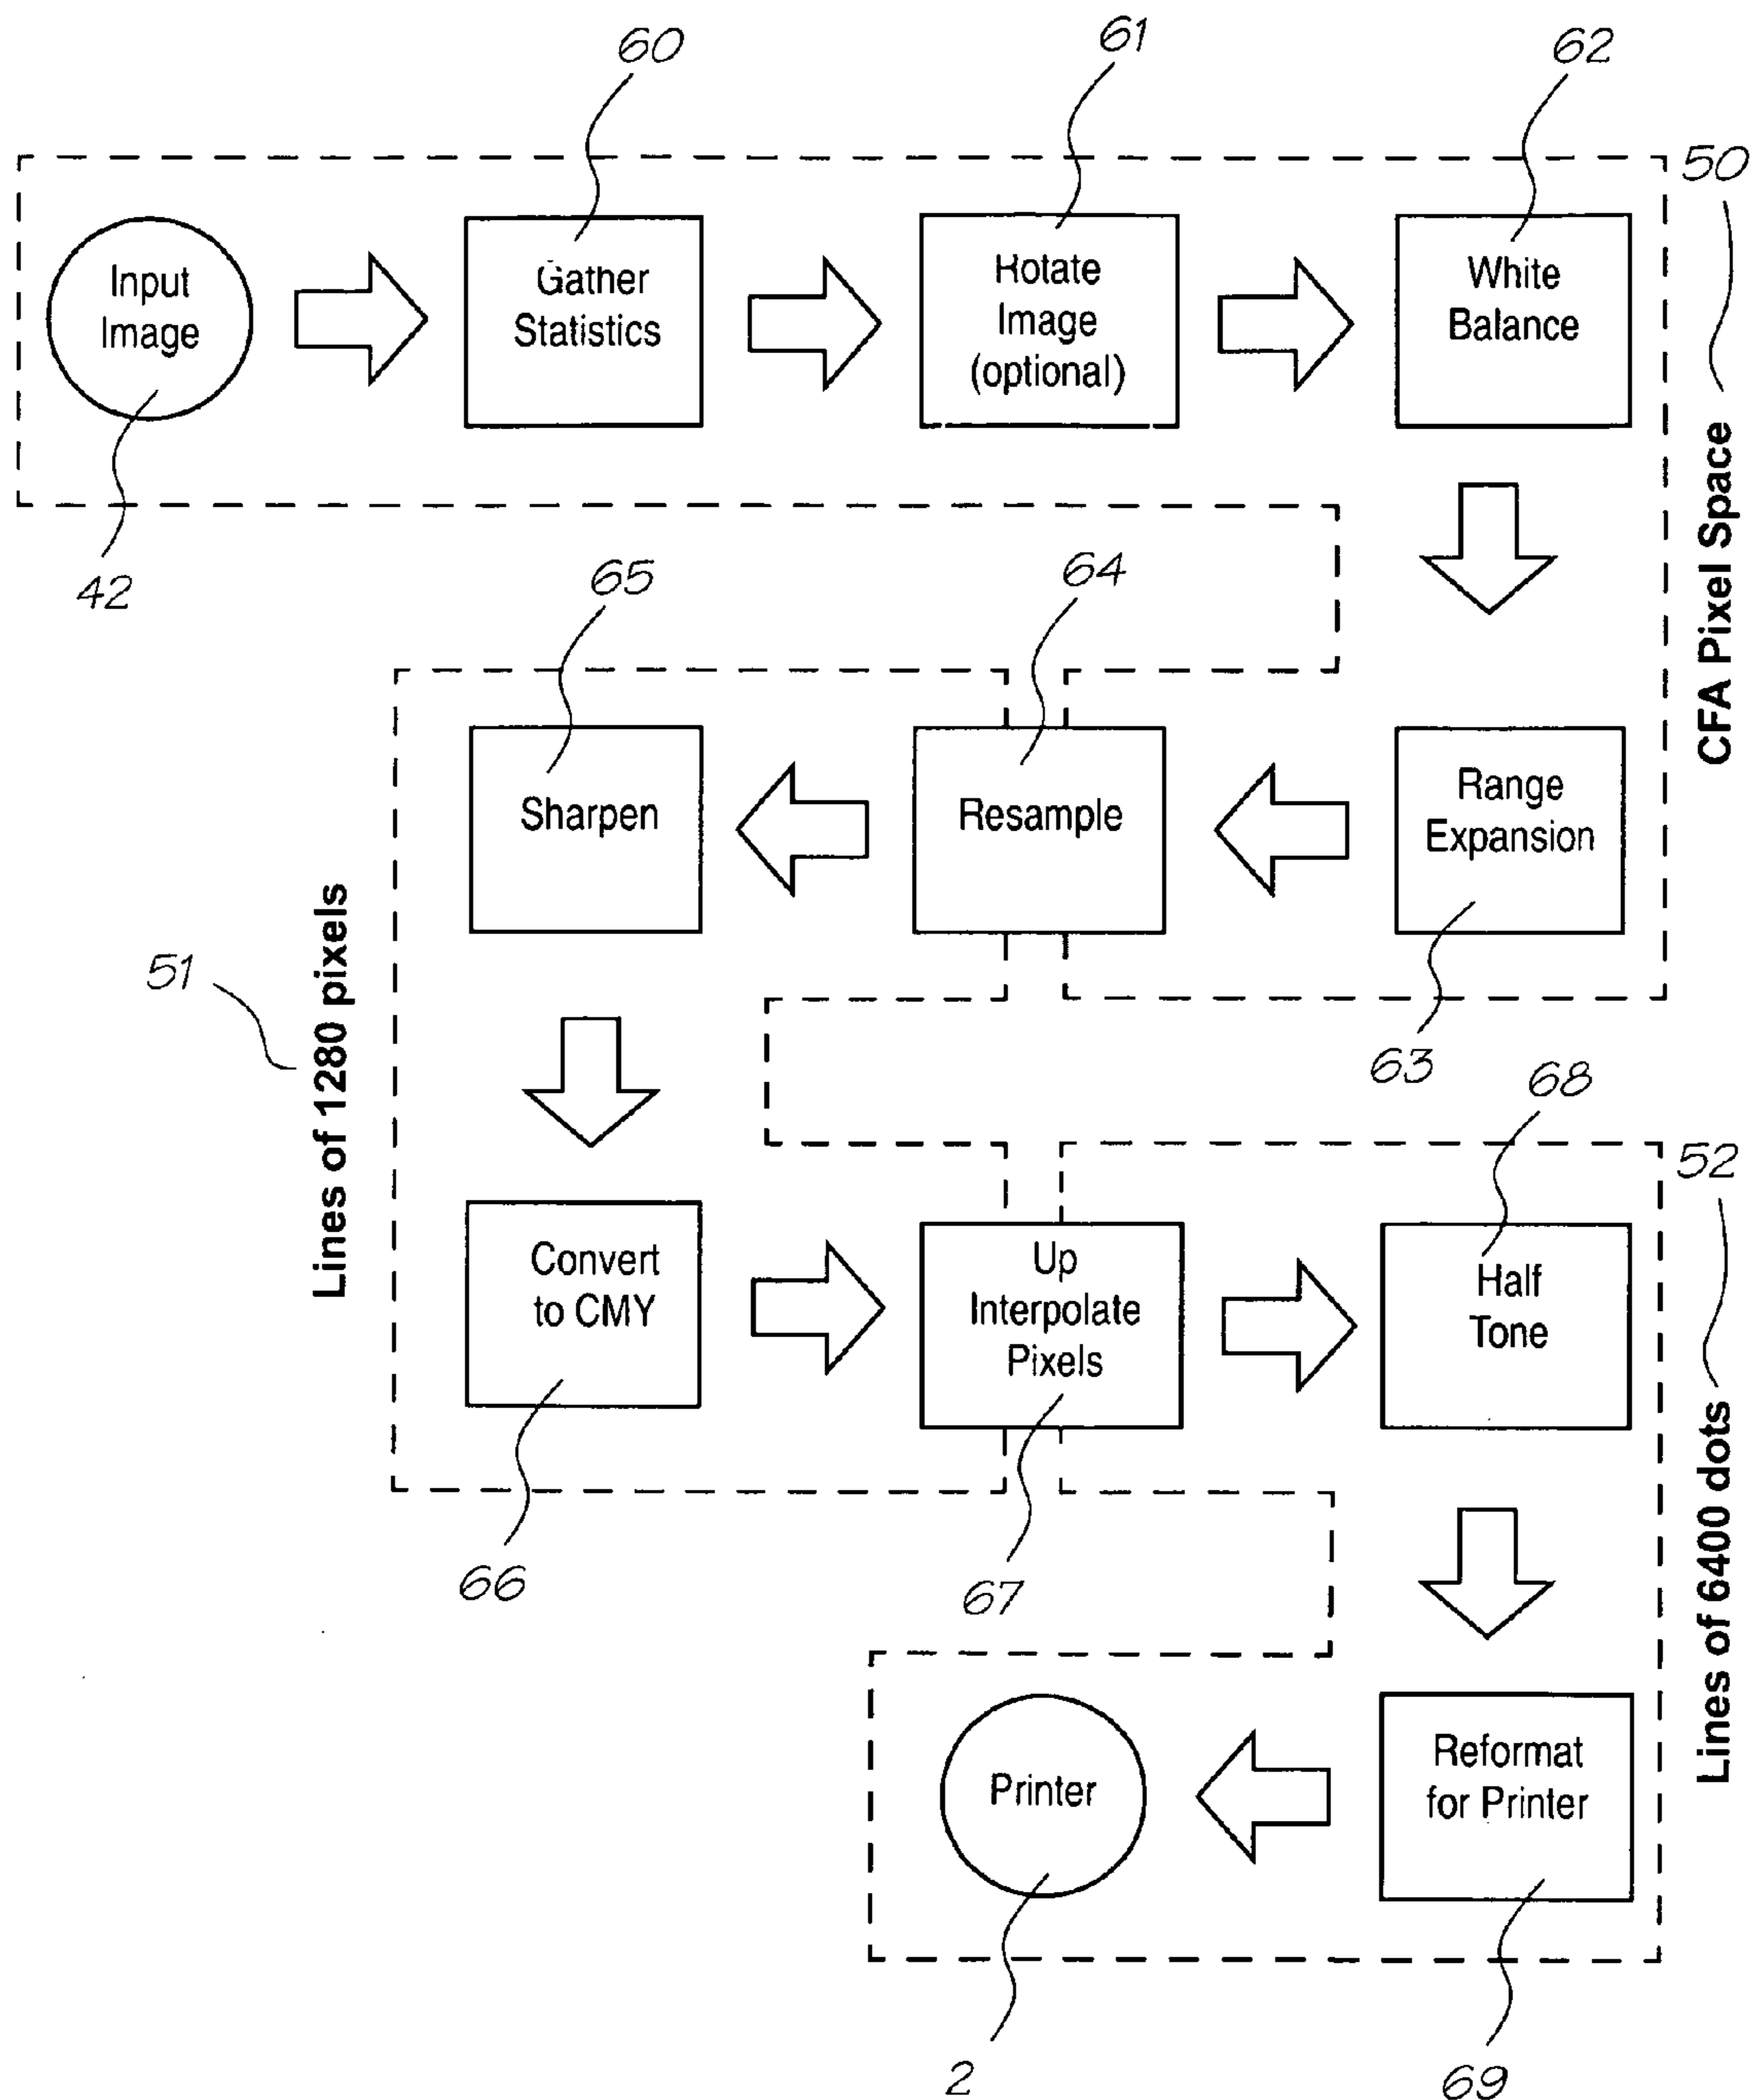 60
61
62
50
Input
Image
Gather
Statistics
Rotate
Image
(optional)
White
Balance
CFA Pixel Space
42
65
64
Sharpen
Resample
Range
Expansion
51
Lines of 1280 pixels
63
68
52
Convert
to CMY
Up
Interpolate
Pixels
Half
Tone
Lines of 6400 dots
66
67
Printer
Reformat
for Printer
2
69